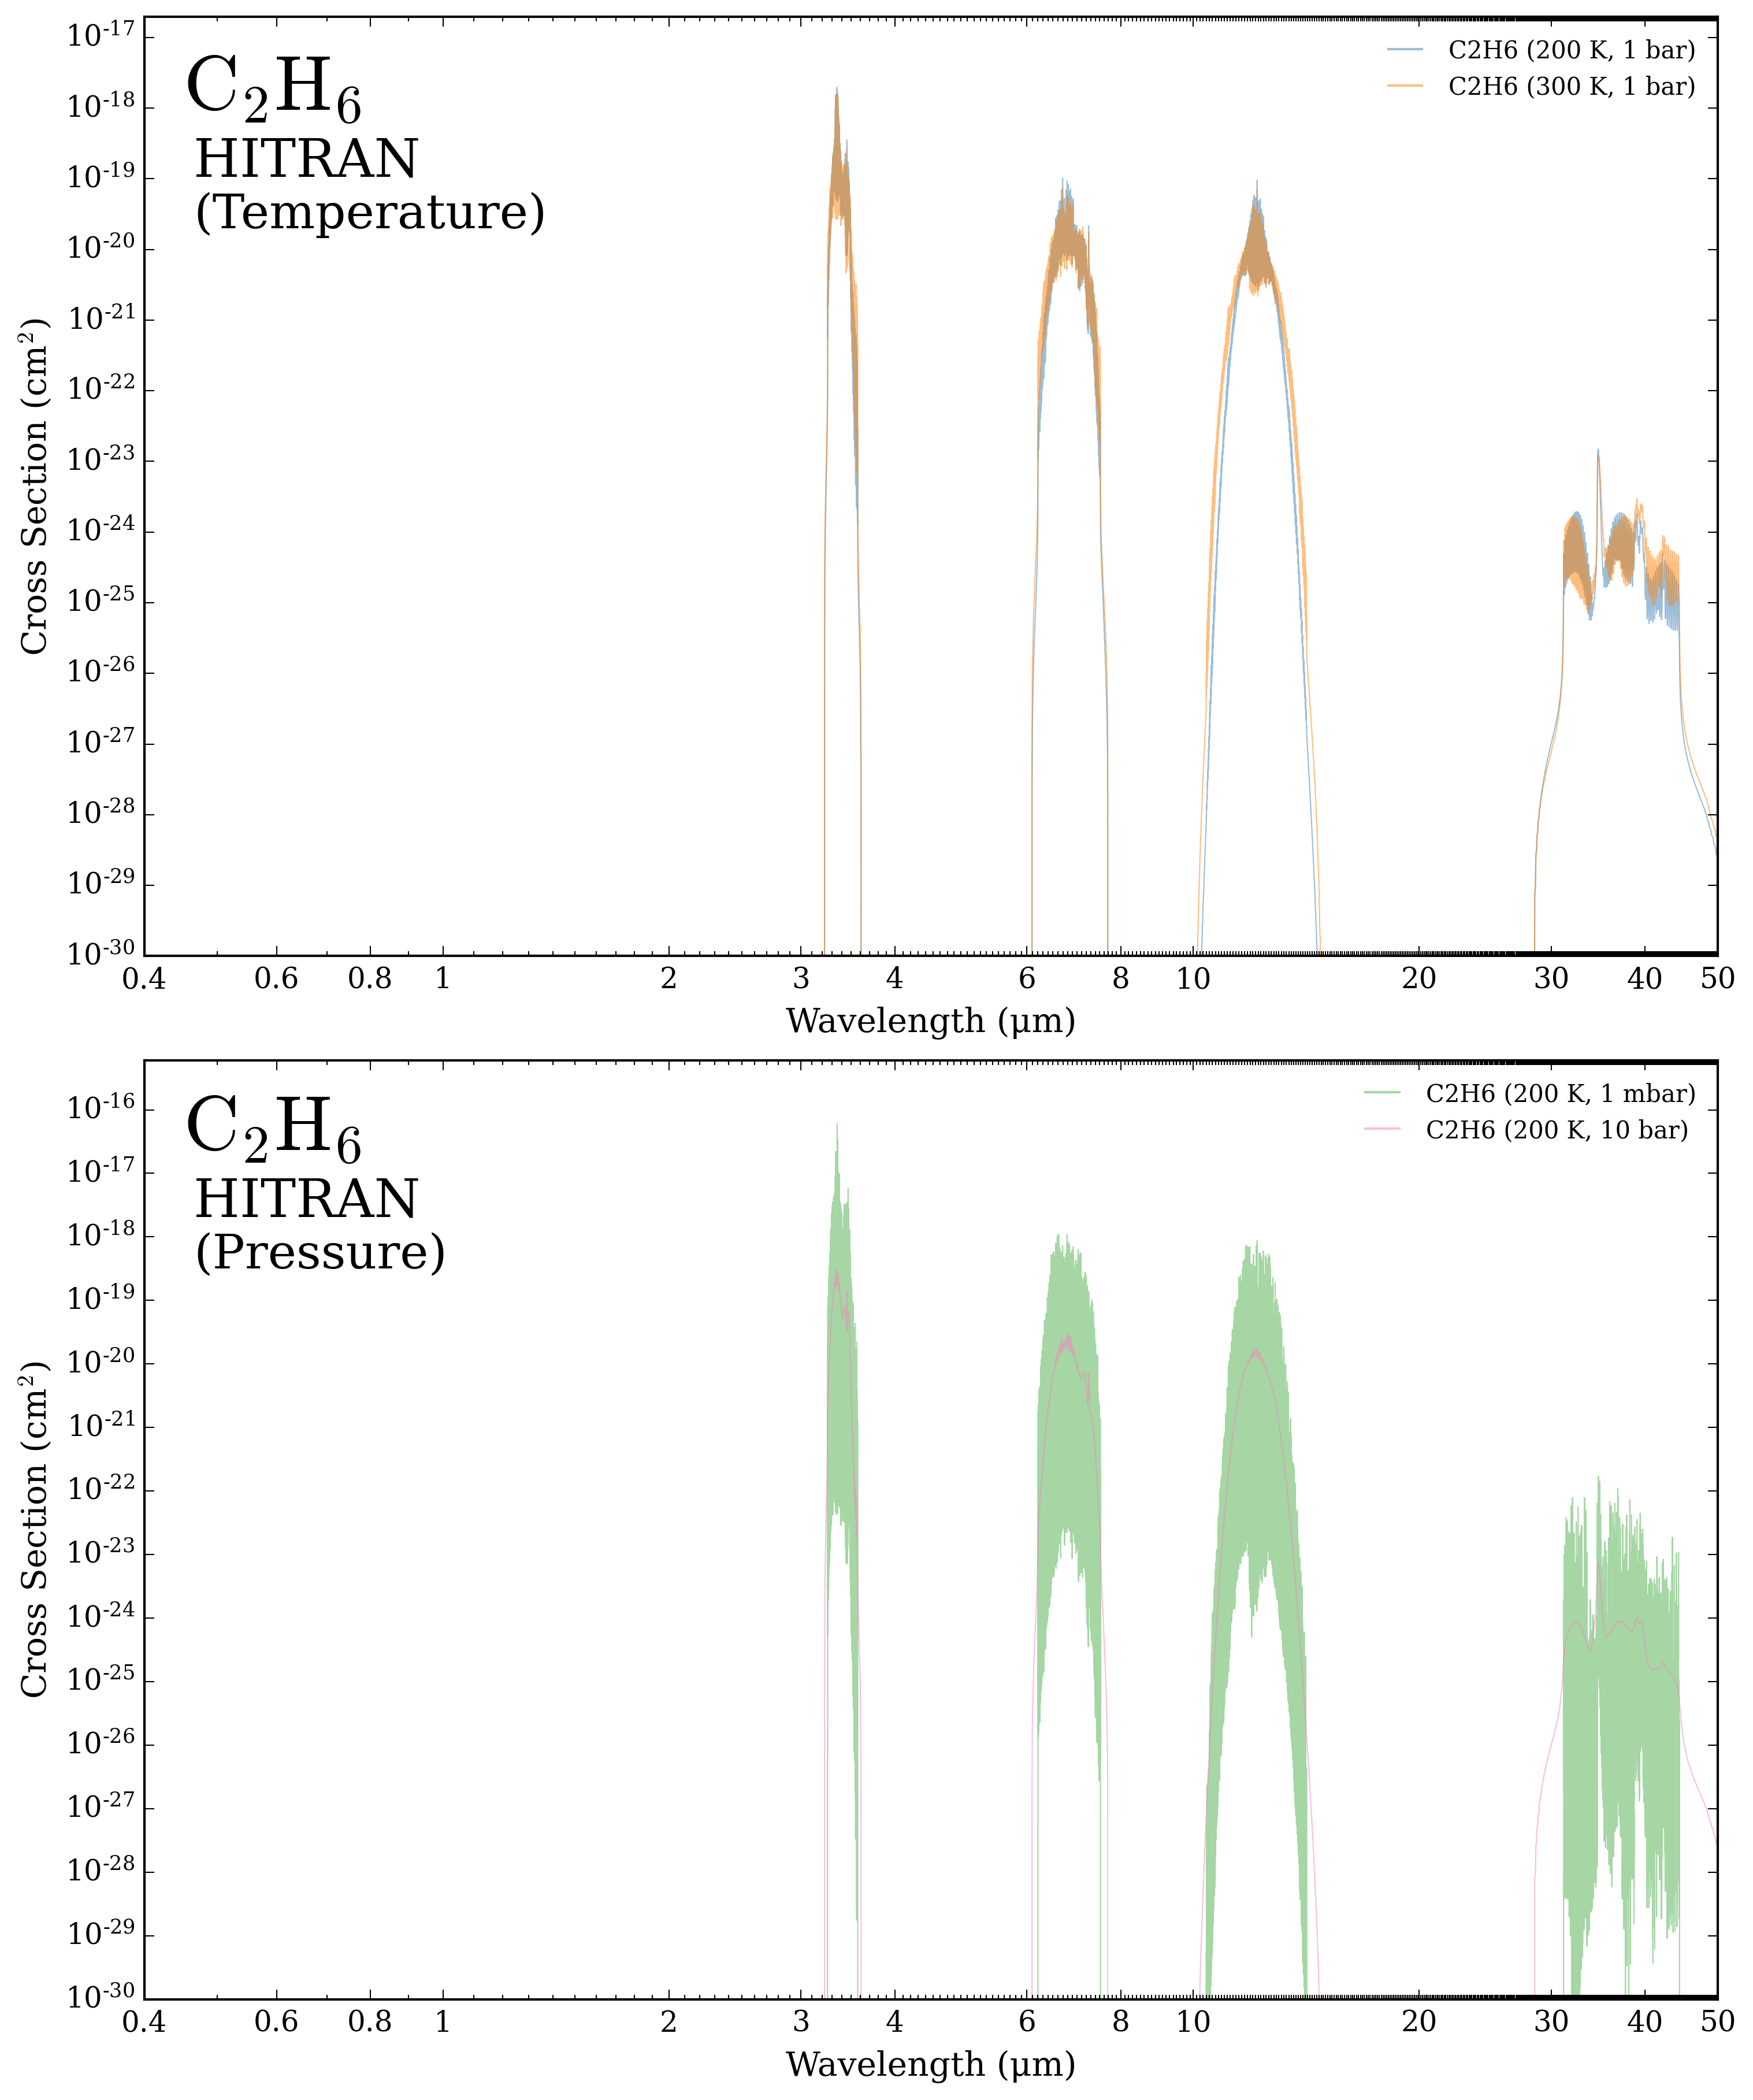 10⁻¹⁷
C₂H₆
C2H6 (200 K, 1 bar)
C2H6 (300 K, 1 bar)
10⁻¹⁸
HITRAN
10⁻¹⁹
(Temperature)
10⁻²⁰
10⁻²¹
10⁻²²
10⁻²³
10⁻²⁴
10⁻²⁵
10⁻²⁶
10⁻²⁷
10⁻²⁸
10⁻²⁹
10⁻³⁰
Cross Section (cm²)
0.4 0.6 0.8 1 2 3 4 6 8 10 20 30 40 50
Wavelength (μm)
10⁻¹⁶
C₂H₆
C2H6 (200 K, 1 mbar)
C2H6 (200 K, 10 bar)
10⁻¹⁷
HITRAN
10⁻¹⁸
(Pressure)
10⁻¹⁹
10⁻²⁰
10⁻²¹
10⁻²²
10⁻²³
10⁻²⁴
10⁻²⁵
10⁻²⁶
10⁻²⁷
10⁻²⁸
10⁻²⁹
10⁻³⁰
Cross Section (cm²)
0.4 0.6 0.8 1 2 3 4 6 8 10 20 30 40 50
Wavelength (μm)